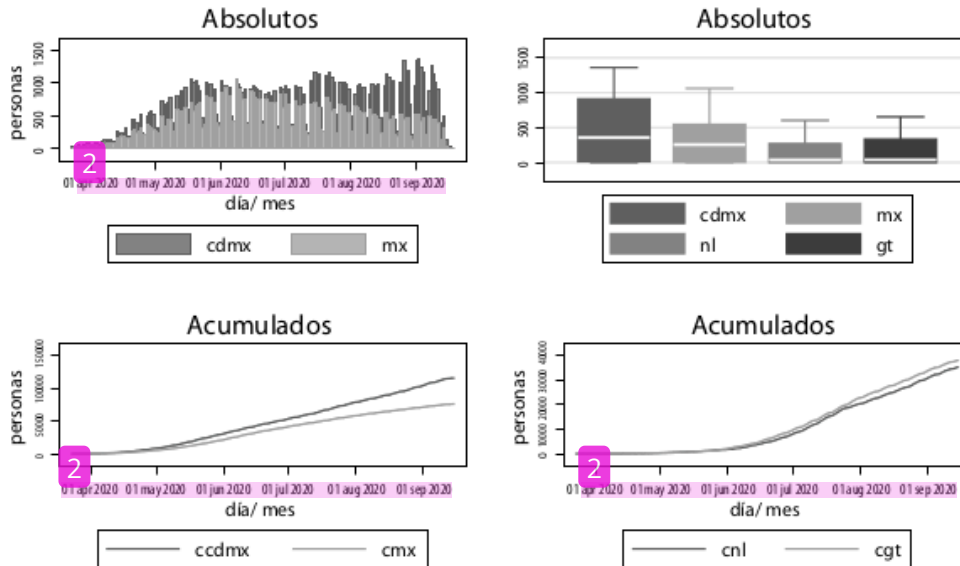 Absolutos
personas
0 500 1000 1500
2
01 apr 2020 01 may 2020 01 jun 2020 01 jul 2020 01 aug 2020 01 sep 2020
día/ mes
cdmx mx
Absolutos
0 500 1000 1500
cdmx mx
nl gt
Acumulados
personas
0 50000 100000 150000
2
01 apr 2020 01 may 2020 01 jun 2020 01 jul 2020 01 aug 2020 01 sep 2020
día/ mes
ccdmx cmx
Acumulados
personas
0 10000 20000 30000 40000
2
01 apr 2020 01 may 2020 01 jun 2020 01 jul 2020 01 aug 2020 01 sep 2020
día/ mes
cnl cgt